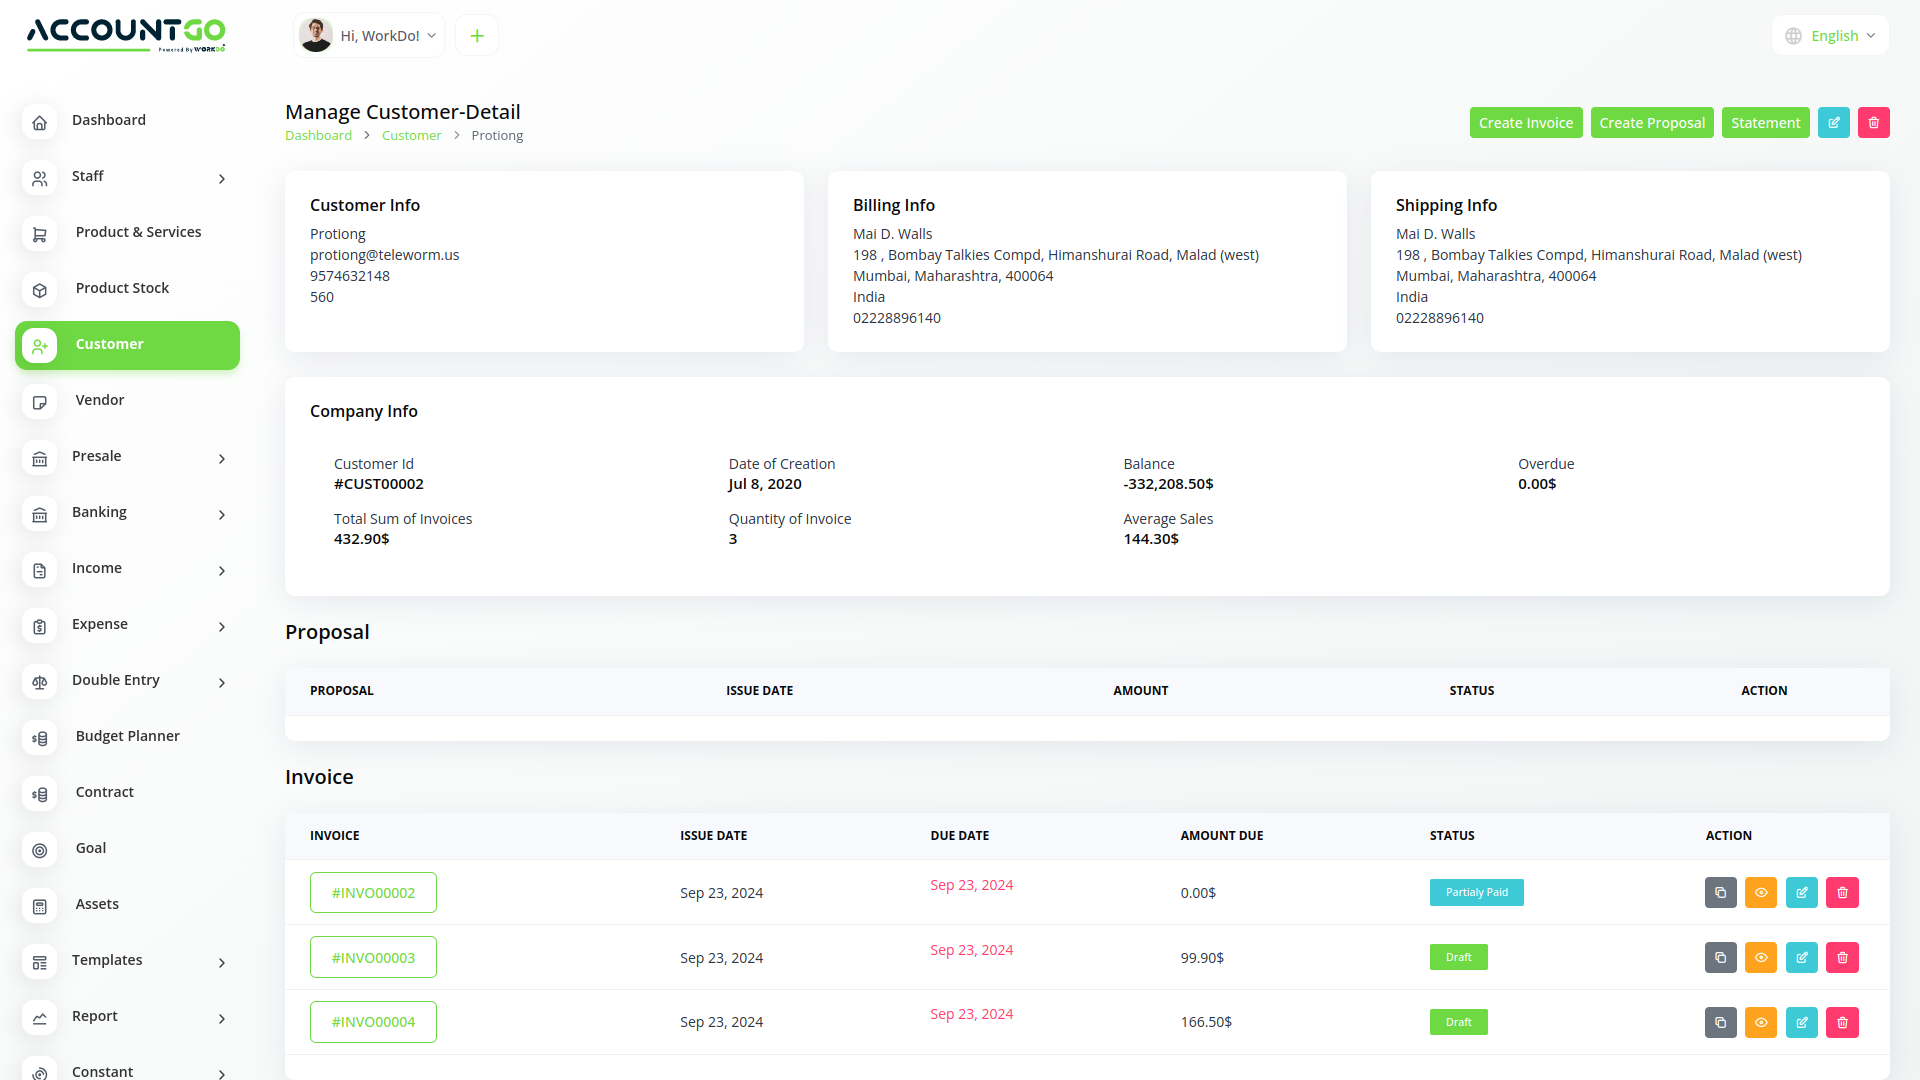 ACCOUNTGO
Powered By WORKDO
Hi, WorkDo!
English
Dashboard
Staff
Product & Services
Product Stock
Customer
Vendor
Presale
Banking
Income
Expense
Double Entry
Budget Planner
Contract
Goal
Assets
Templates
Report
Constant
Manage Customer-Detail
Dashboard > Customer > Protiong
Create Invoice Create Proposal Statement
Customer Info
Protiong
protiong@teleworm.us
9574632148
560
Billing Info
Mai D. Walls
198 , Bombay Talkies Compd, Himanshurai Road, Malad (west)
Mumbai, Maharashtra, 400064
India
02228896140
Shipping Info
Mai D. Walls
198 , Bombay Talkies Compd, Himanshurai Road, Malad (west)
Mumbai, Maharashtra, 400064
India
02228896140
Company Info
Customer Id
#CUST00002
Date of Creation
Jul 8, 2020
Balance
-332,208.50$
Overdue
0.00$
Total Sum of Invoices
432.90$
Quantity of Invoice
3
Average Sales
144.30$
Proposal
PROPOSAL ISSUE DATE AMOUNT STATUS ACTION
Invoice
INVOICE ISSUE DATE DUE DATE AMOUNT DUE STATUS ACTION
#INVO00002 Sep 23, 2024 Sep 23, 2024 0.00$ Partialy Paid
#INVO00003 Sep 23, 2024 Sep 23, 2024 99.90$ Draft
#INVO00004 Sep 23, 2024 Sep 23, 2024 166.50$ Draft